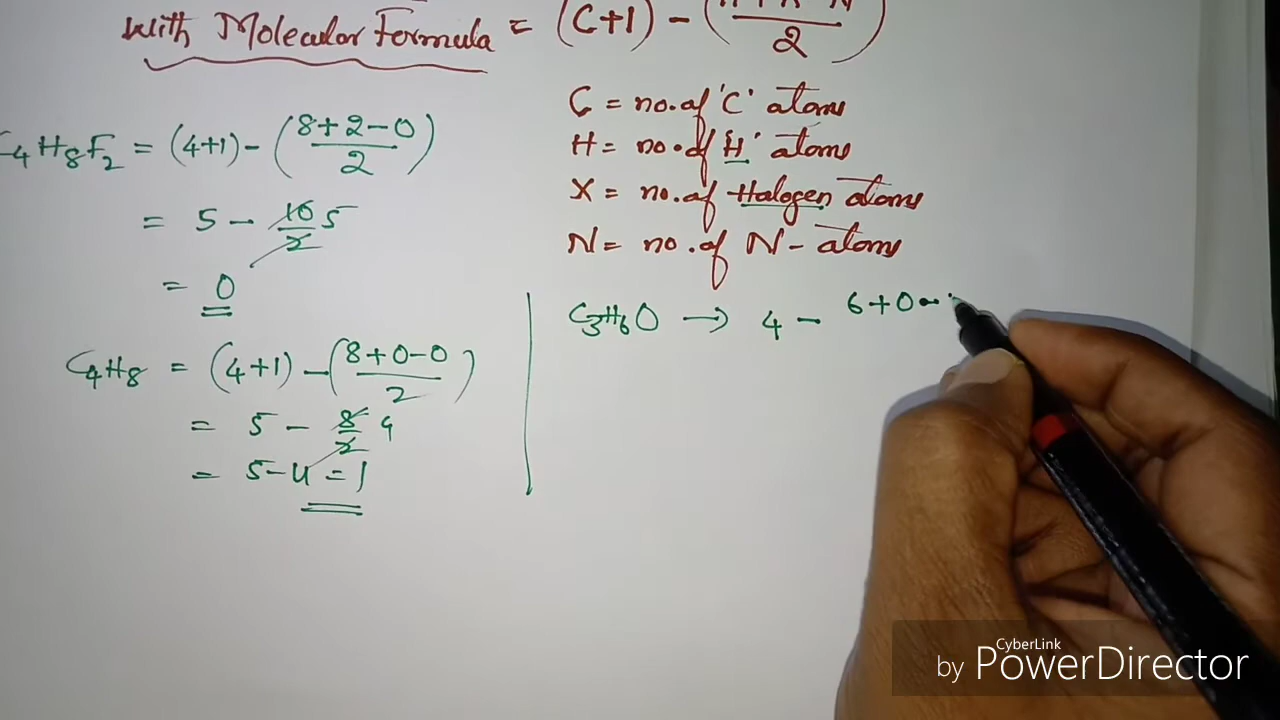 with Molecular Formula = (C+1) - (H+X-N/2)
C = no.of 'C' atoms
H = no.of 'H' atoms
X = no.of Halogen atoms
N = no.of N-atoms
C4H8F2 = (4+1) - (8+2-0/2)
= 5 - 10/2 5
= 0
C4H8 = (4+1) - (8+0-0/2)
= 5 - 8/2 4
= 5-4 = 1
C3H6O → 4 - 6+0-
CyberLink
by PowerDirector